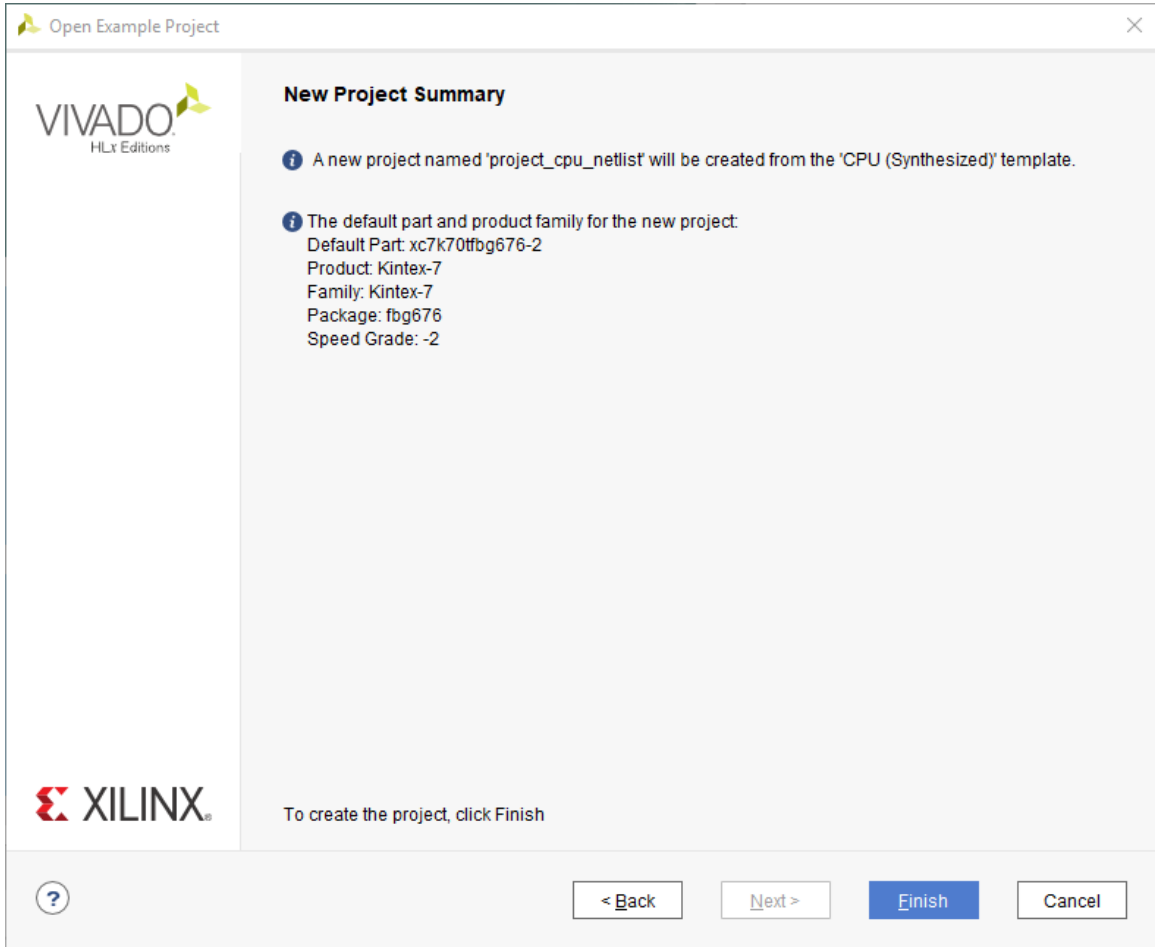 Open Example Project
VIVADO.
HLx Editions
New Project Summary
A new project named 'project_cpu_netlist' will be created from the 'CPU (Synthesized)' template.
The default part and product family for the new project:
Default Part: xc7k70tfbg676-2
Product: Kintex-7
Family: Kintex-7
Package: fbg676
Speed Grade: -2
XILINX®
To create the project, click Finish
?
< Back
Next >
Finish
Cancel